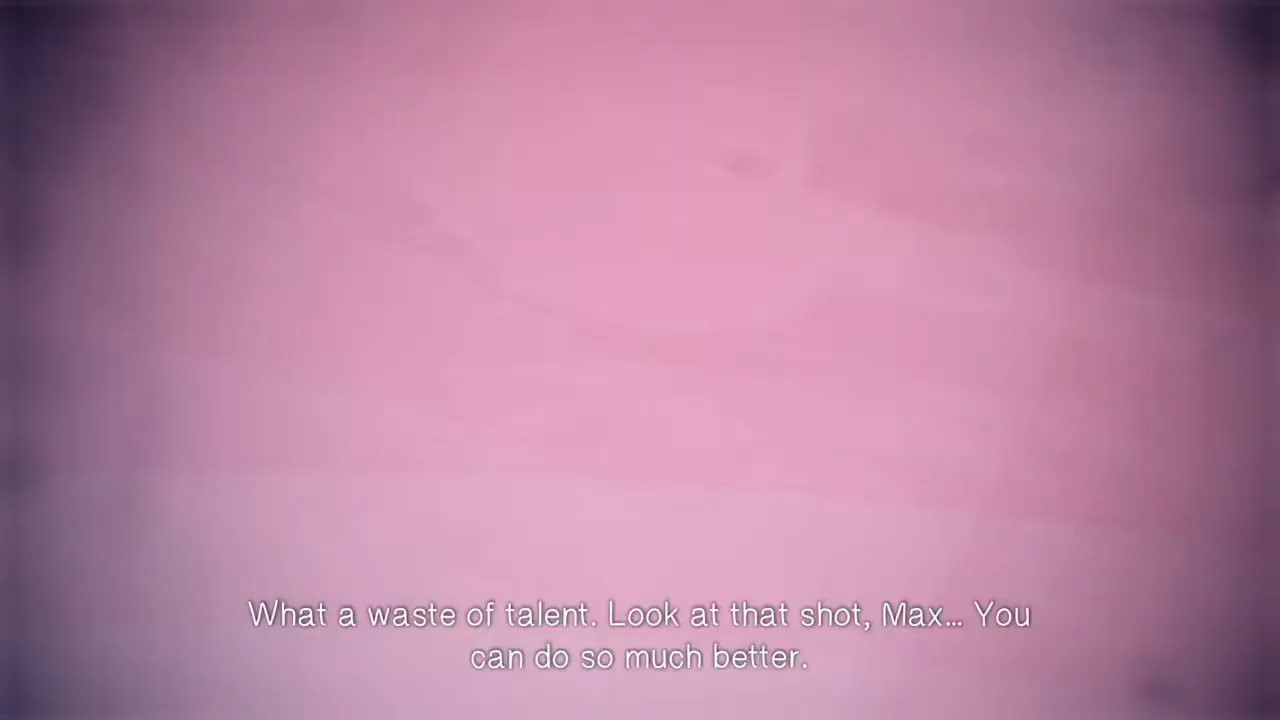 What a waste of talent. Look at that shot, Max... You
can do so much better.